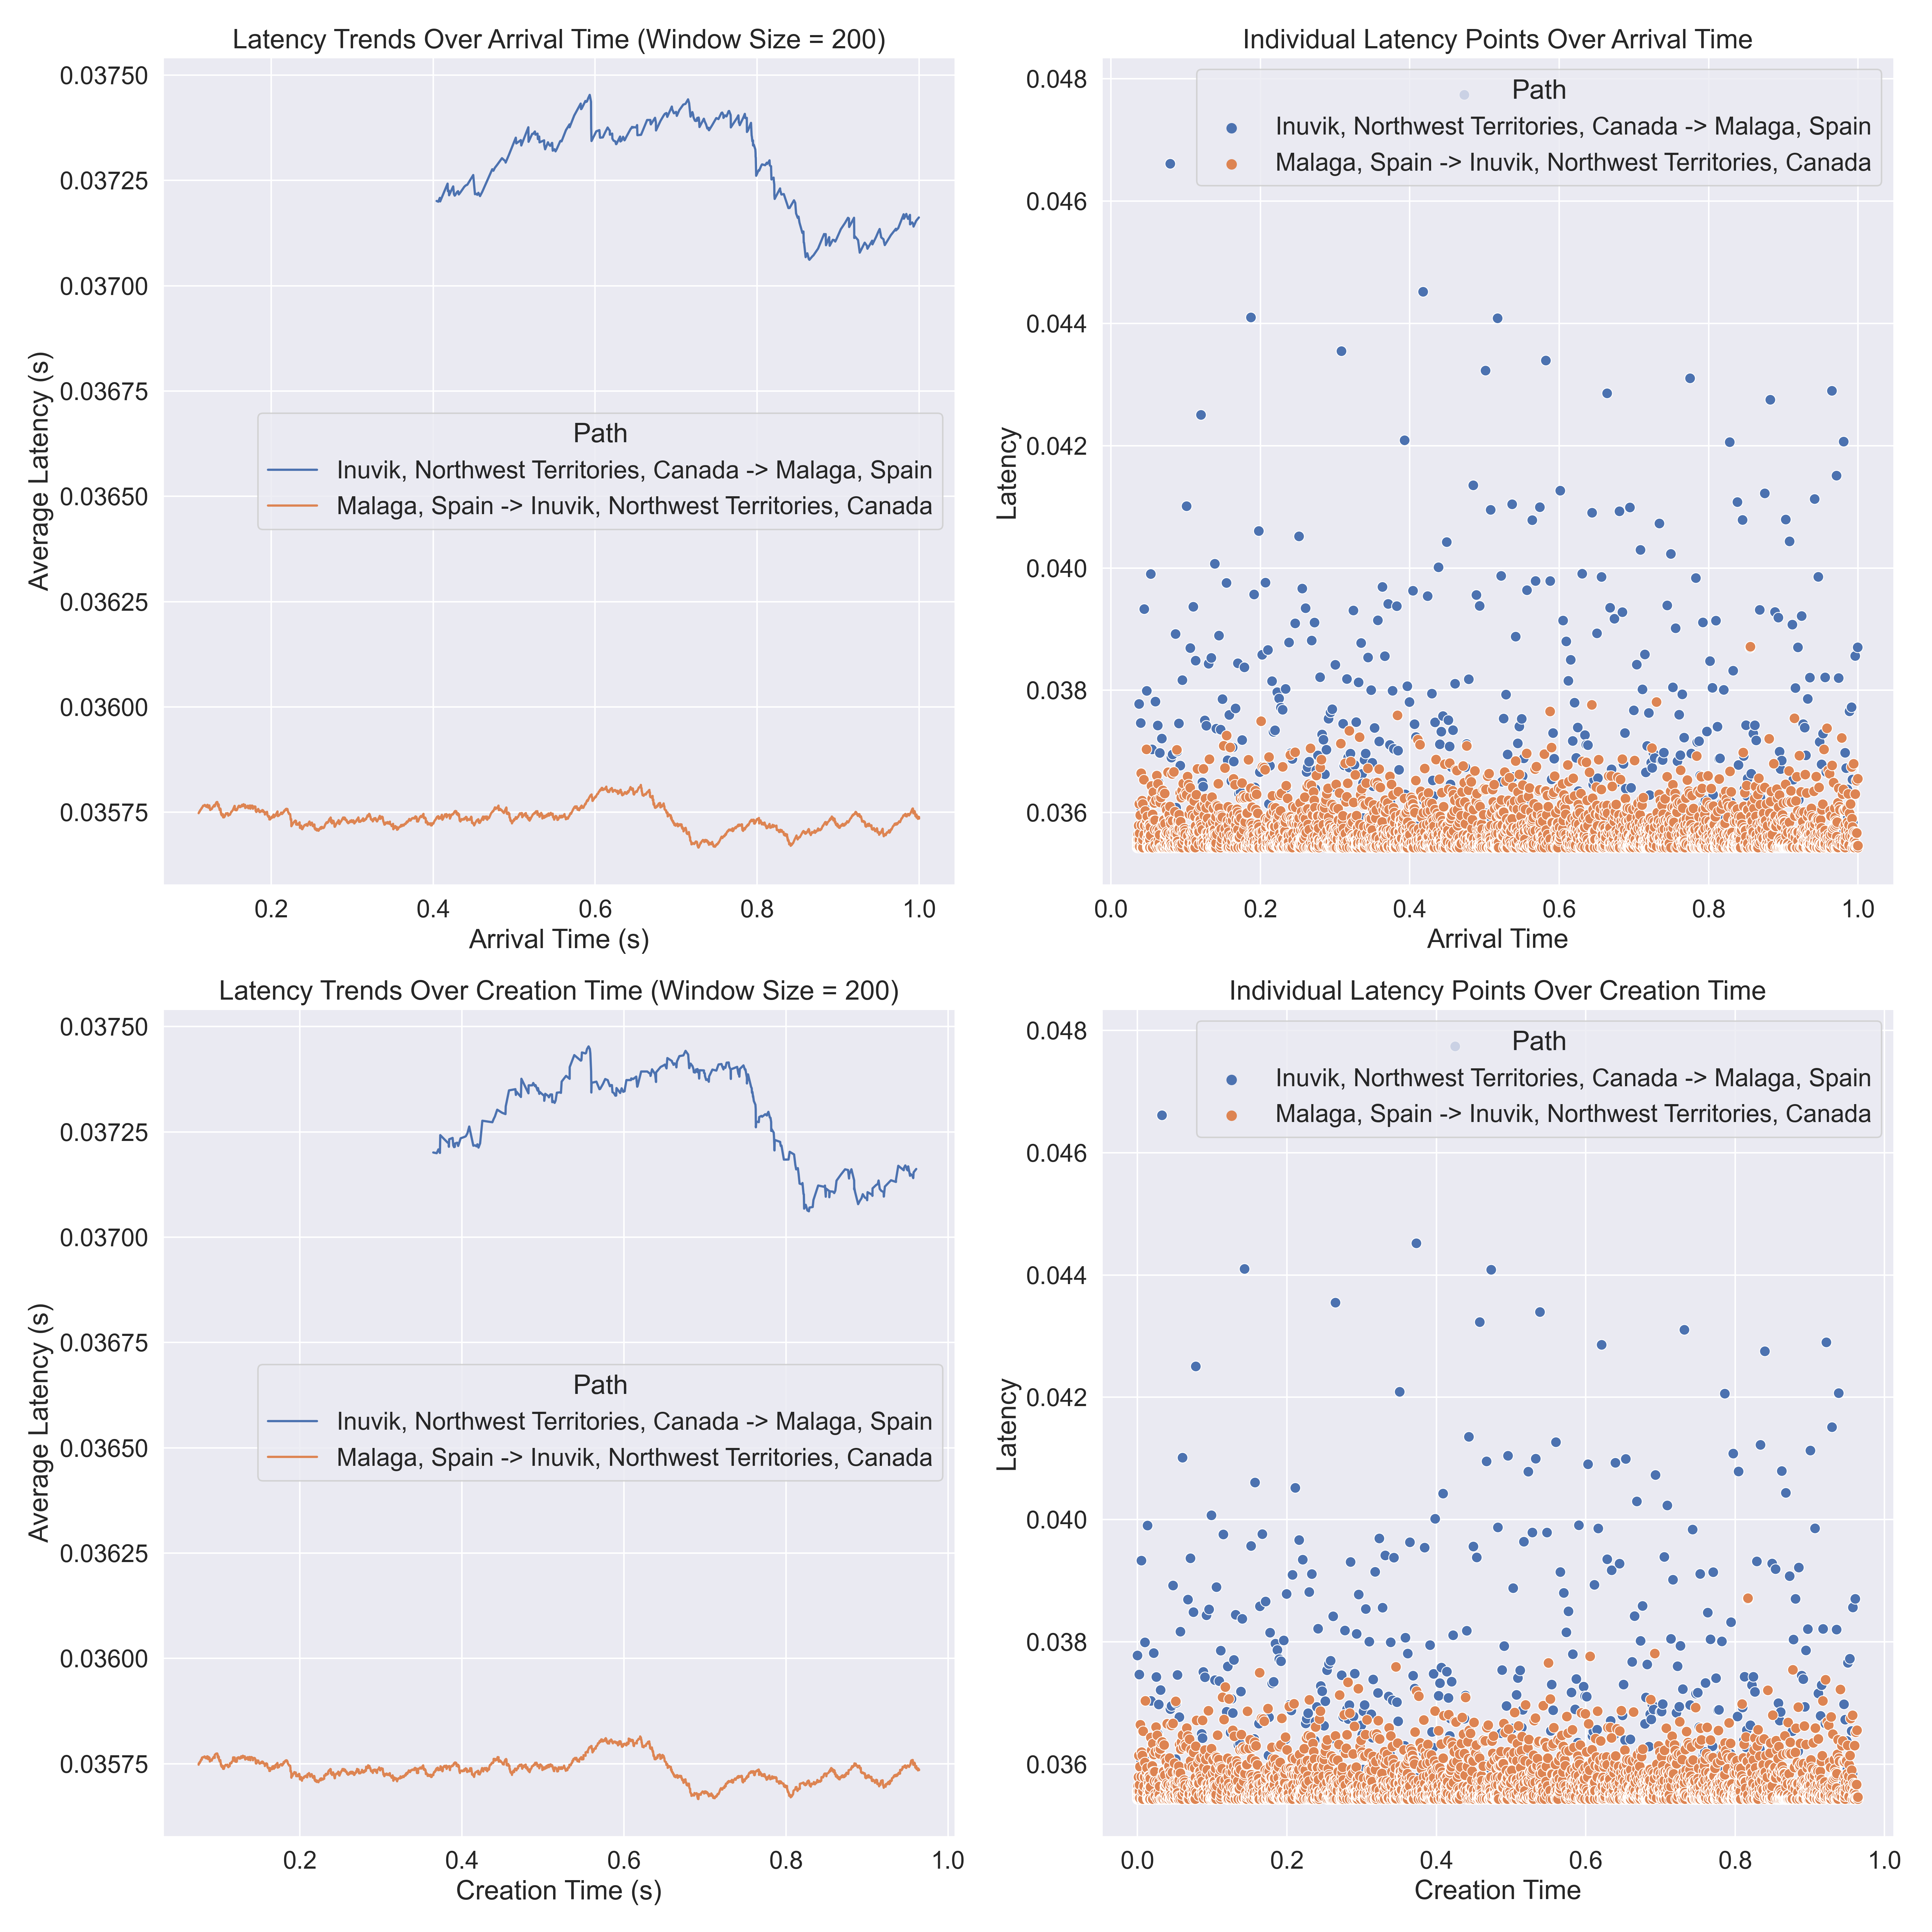 Latency Trends Over Arrival Time (Window Size = 200)
0.03750
0.03725
0.03700
0.03675
0.03650
0.03625
0.03600
0.03575
Average Latency (s)
Path
Inuvik, Northwest Territories, Canada -> Malaga, Spain
Malaga, Spain -> Inuvik, Northwest Territories, Canada
0.2 0.4 0.6 0.8 1.0
Arrival Time (s)
Individual Latency Points Over Arrival Time
0.048
0.046
0.044
0.042
0.040
0.038
0.036
Latency
Path
Inuvik, Northwest Territories, Canada -> Malaga, Spain
Malaga, Spain -> Inuvik, Northwest Territories, Canada
0.0 0.2 0.4 0.6 0.8 1.0
Arrival Time
Latency Trends Over Creation Time (Window Size = 200)
0.03750
0.03725
0.03700
0.03675
0.03650
0.03625
0.03600
0.03575
Average Latency (s)
Path
Inuvik, Northwest Territories, Canada -> Malaga, Spain
Malaga, Spain -> Inuvik, Northwest Territories, Canada
0.2 0.4 0.6 0.8 1.0
Creation Time (s)
Individual Latency Points Over Creation Time
0.048
0.046
0.044
0.042
0.040
0.038
0.036
Latency
Path
Inuvik, Northwest Territories, Canada -> Malaga, Spain
Malaga, Spain -> Inuvik, Northwest Territories, Canada
0.0 0.2 0.4 0.6 0.8 1.0
Creation Time